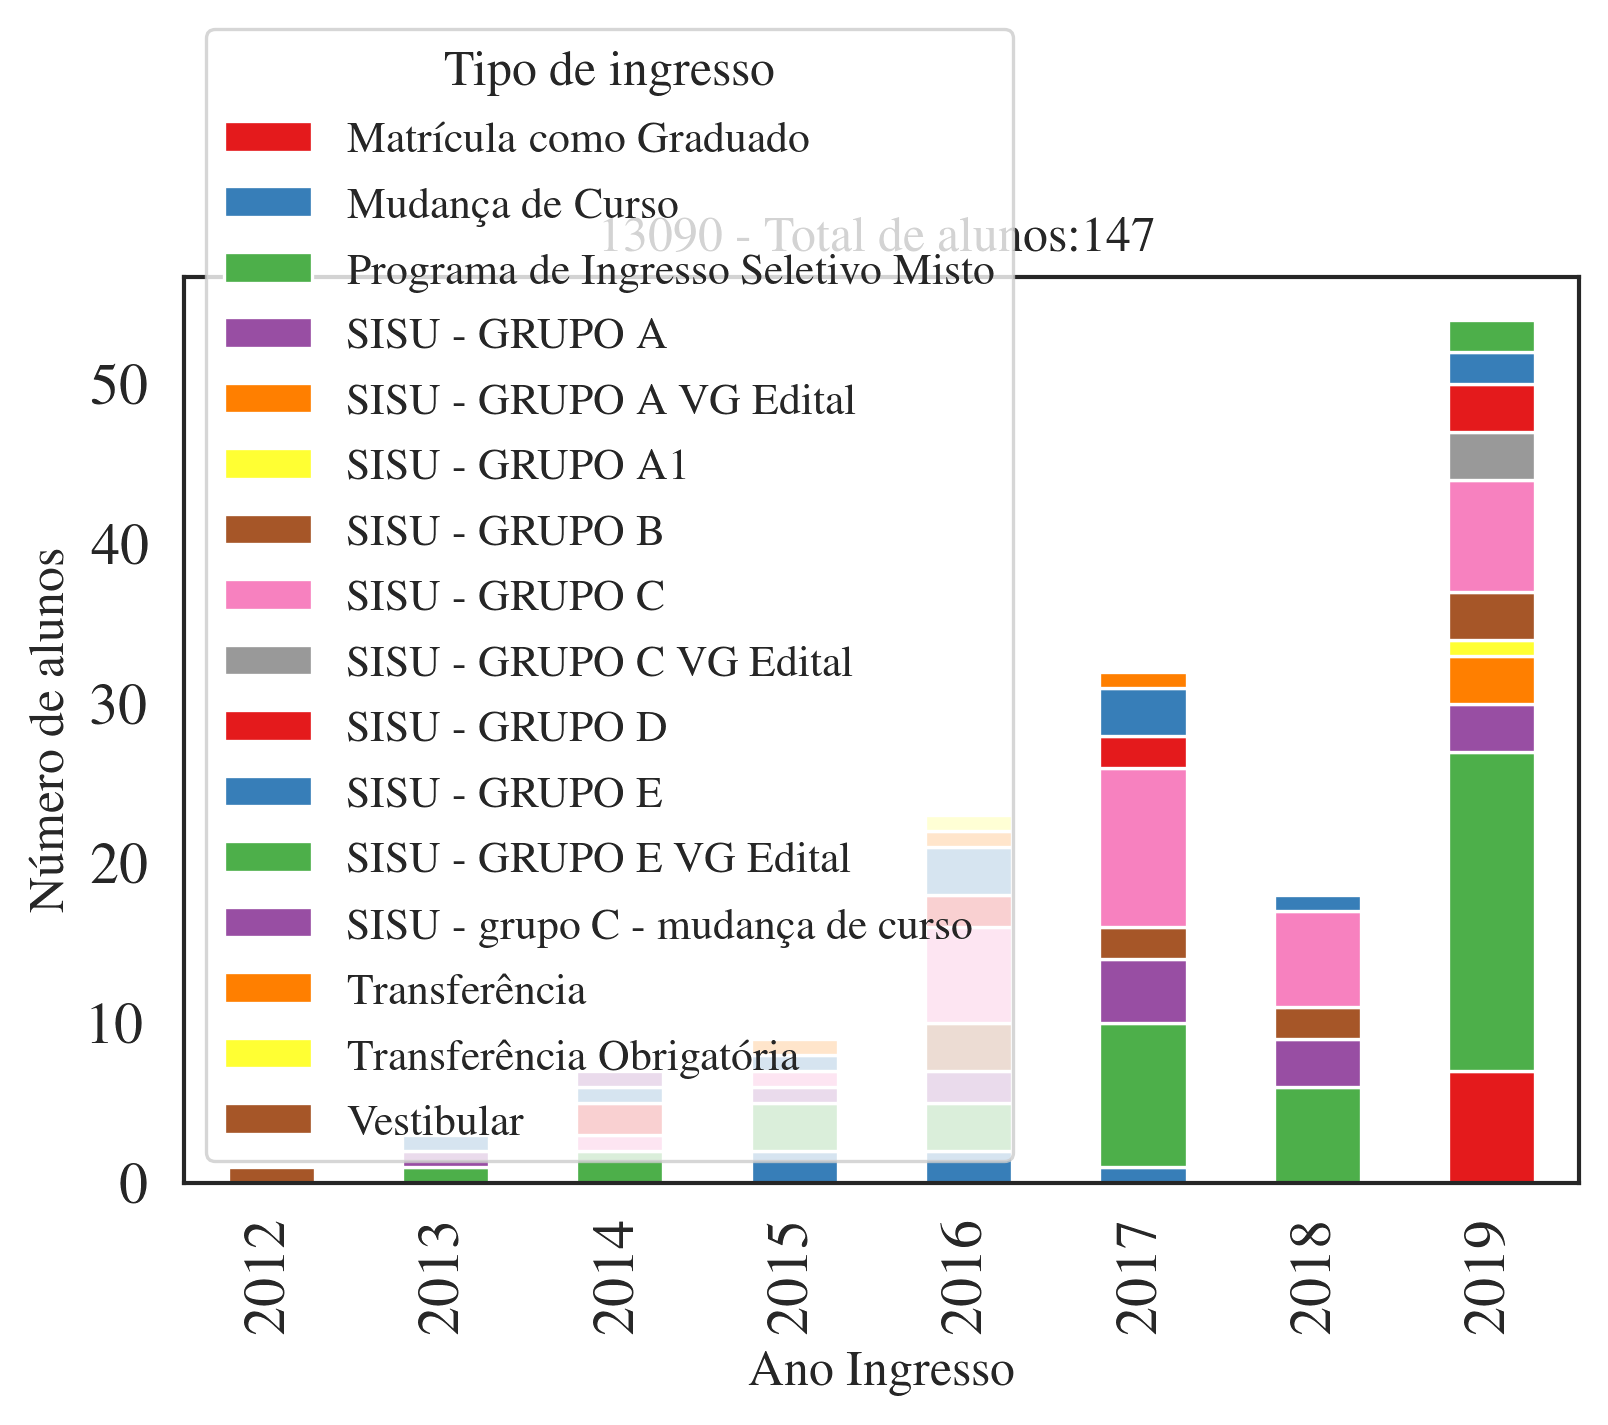 Tipo de ingresso
Matrícula como Graduado
Mudança de Curso
13090 - Total de alunos:147
Programa de Ingresso Seletivo Misto
SISU - GRUPO A
SISU - GRUPO A VG Edital
SISU - GRUPO A1
SISU - GRUPO B
SISU - GRUPO C
SISU - GRUPO C VG Edital
SISU - GRUPO D
SISU - GRUPO E
SISU - GRUPO E VG Edital
SISU - grupo C - mudança de curso
Transferência
Transferência Obrigatória
Vestibular
Número de alunos
50
40
30
20
10
0
2012
2013
2014
2015
2016
2017
2018
2019
Ano Ingresso